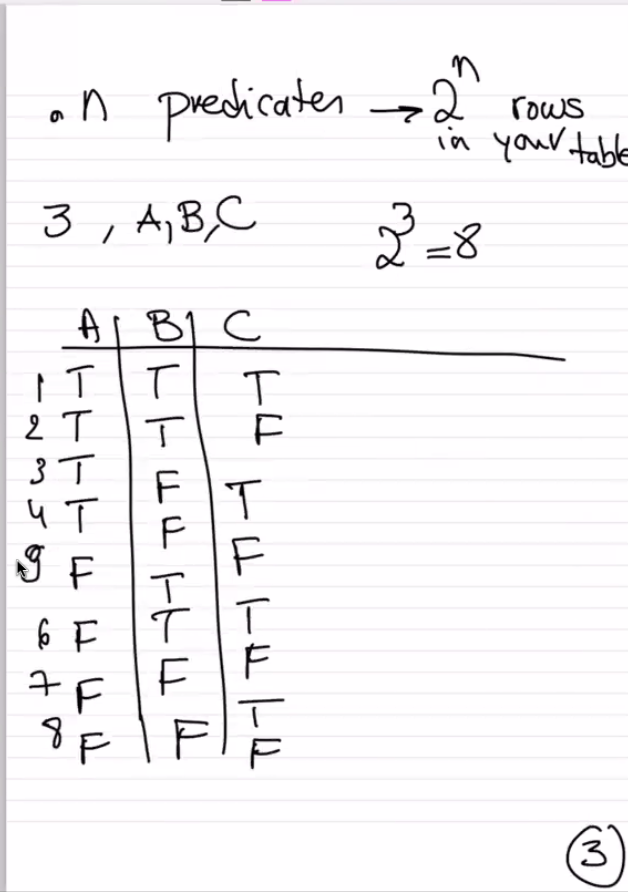 n predicates → 2^n rows
in your table
3 , A, B, C 2^3 = 8
A B C
1 T T T
2 T T F
3 T F T
4 T F F
5 F T T
6 F T F
7 F F T
8 F F F
3